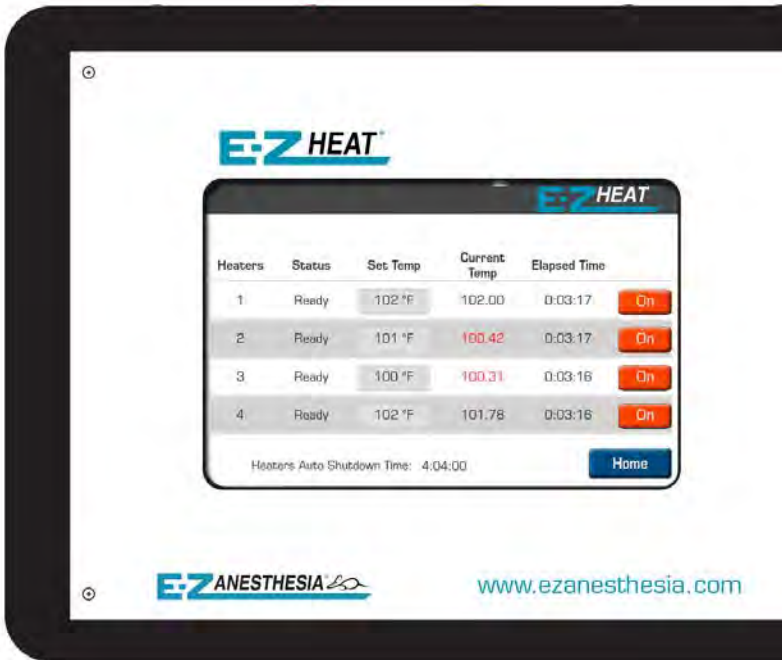 E-Z HEAT®
E-Z HEAT
Heaters Status Set Temp Current Temp Elapsed Time
1 Ready 102 °F 102.00 0:03:17 On
2 Ready 101 °F 100.42 0:03:17 On
3 Ready 100 °F 100.31 0:03:16 On
4 Ready 102 °F 101.78 0:03:16 On
Heaters Auto Shutdown Time: 4:04:00 Home
E-Z ANESTHESIA®
www.ezanesthesia.com